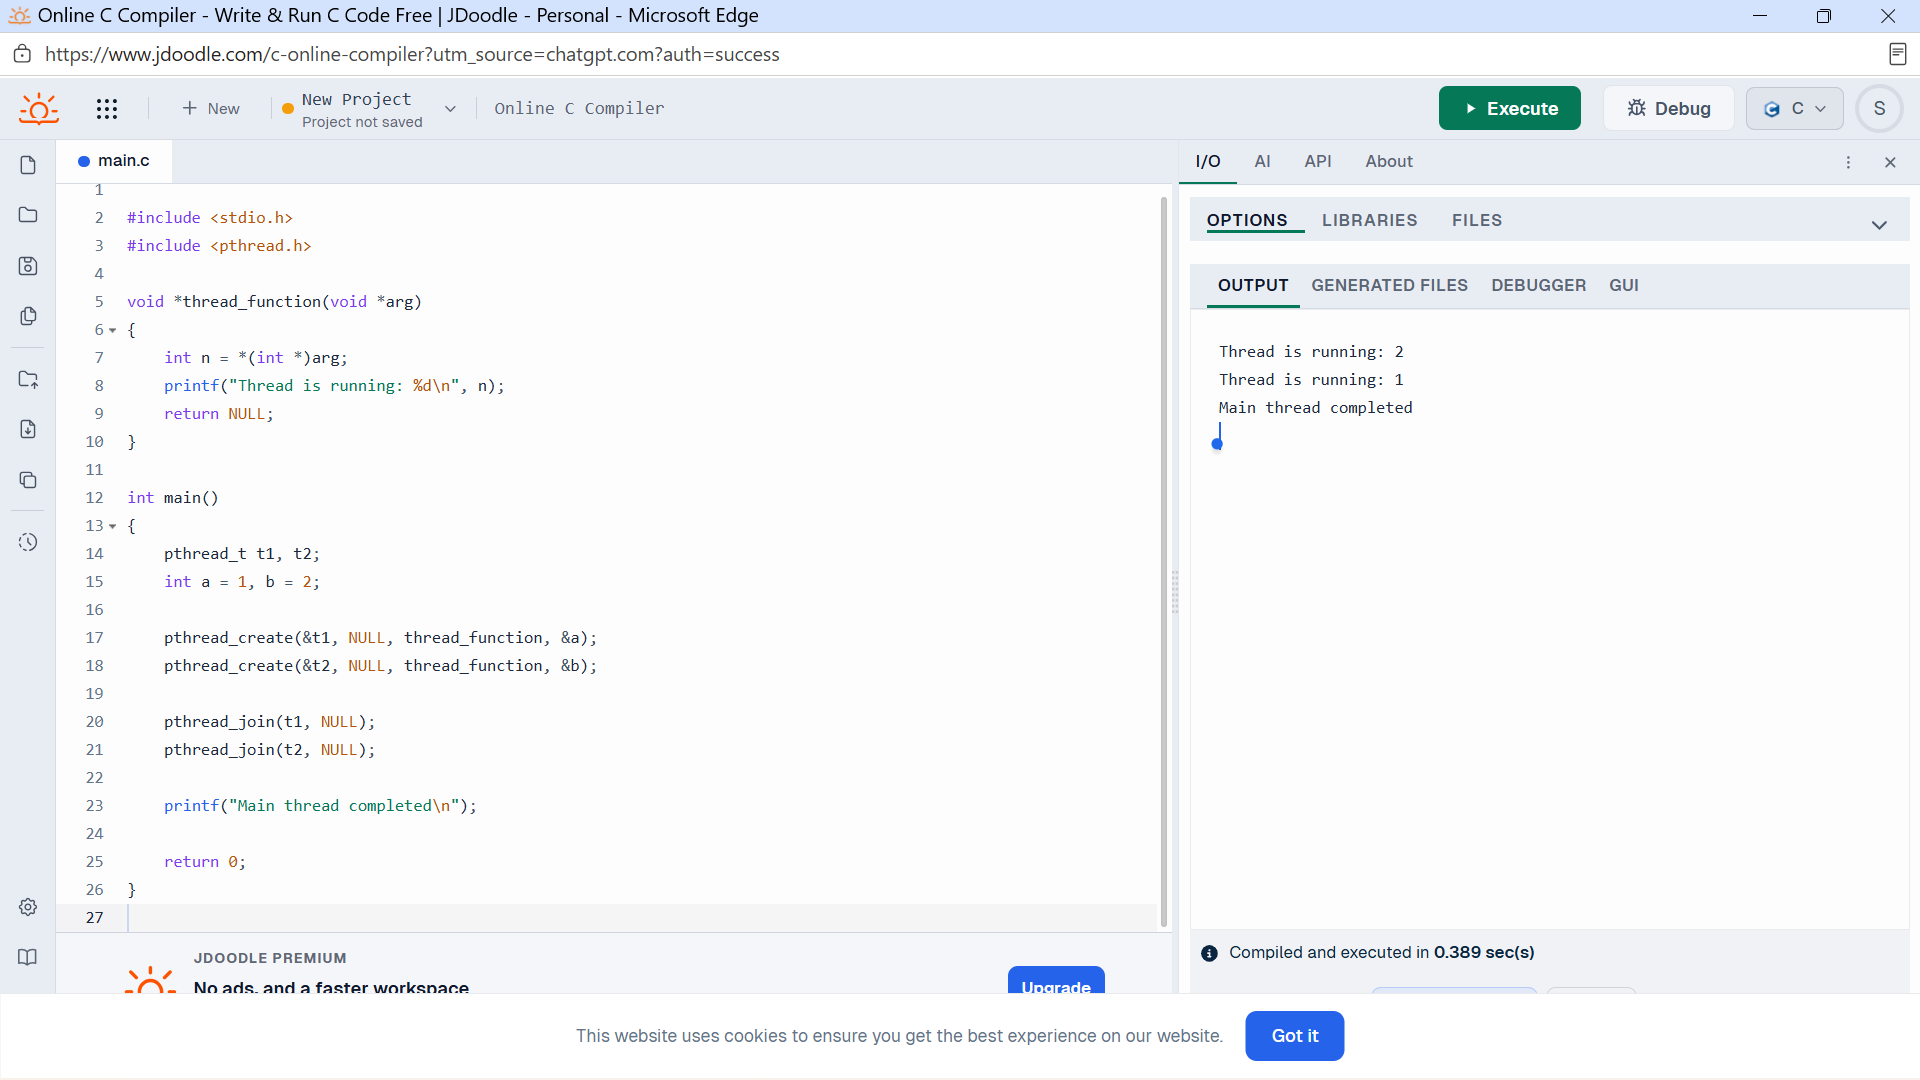 Online C Compiler - Write & Run C Code Free | JDoodle - Personal - Microsoft Edge
https://www.jdoodle.com/c-online-compiler?utm_source=chatgpt.com?auth=success
New
New Project
Project not saved
Online C Compiler
Execute
Debug
C
S
main.c
1
2 #include <stdio.h>
3 #include <pthread.h>
4
5 void *thread_function(void *arg)
6 {
7     int n = *(int *)arg;
8     printf("Thread is running: %d\n", n);
9     return NULL;
10 }
11
12 int main()
13 {
14     pthread_t t1, t2;
15     int a = 1, b = 2;
16
17     pthread_create(&t1, NULL, thread_function, &a);
18     pthread_create(&t2, NULL, thread_function, &b);
19
20     pthread_join(t1, NULL);
21     pthread_join(t2, NULL);
22
23     printf("Main thread completed\n");
24
25     return 0;
26 }
27
JDOODLE PREMIUM
No ads, and a faster workspace
Upgrade
I/O AI API About
OPTIONS LIBRARIES FILES
OUTPUT GENERATED FILES DEBUGGER GUI
Thread is running: 2
Thread is running: 1
Main thread completed
Compiled and executed in 0.389 sec(s)
This website uses cookies to ensure you get the best experience on our website.
Got it